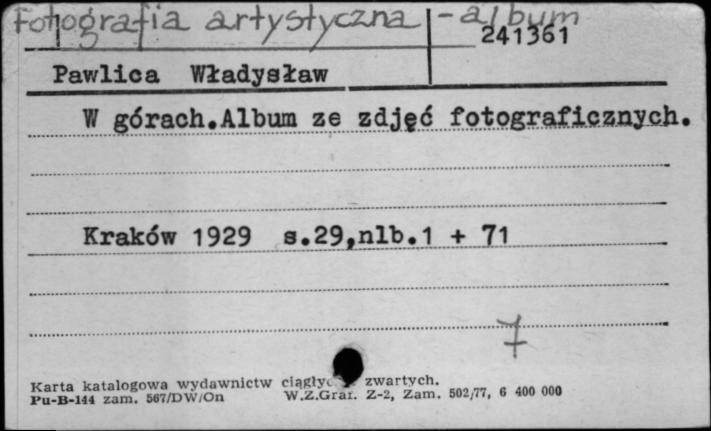 Fotografia artystyczna - album
241361
Pawlica Władysław
W górach.Album ze zdjęć fotograficznych.
Kraków 1929 s.29,nlb.1 + 71
7
Karta katalogowa wydawnictw zwartych.
Pu-B-144 zam. 567/DW/On W.Z.Graf. Z-2, Zam. 502/77, 6 400 000